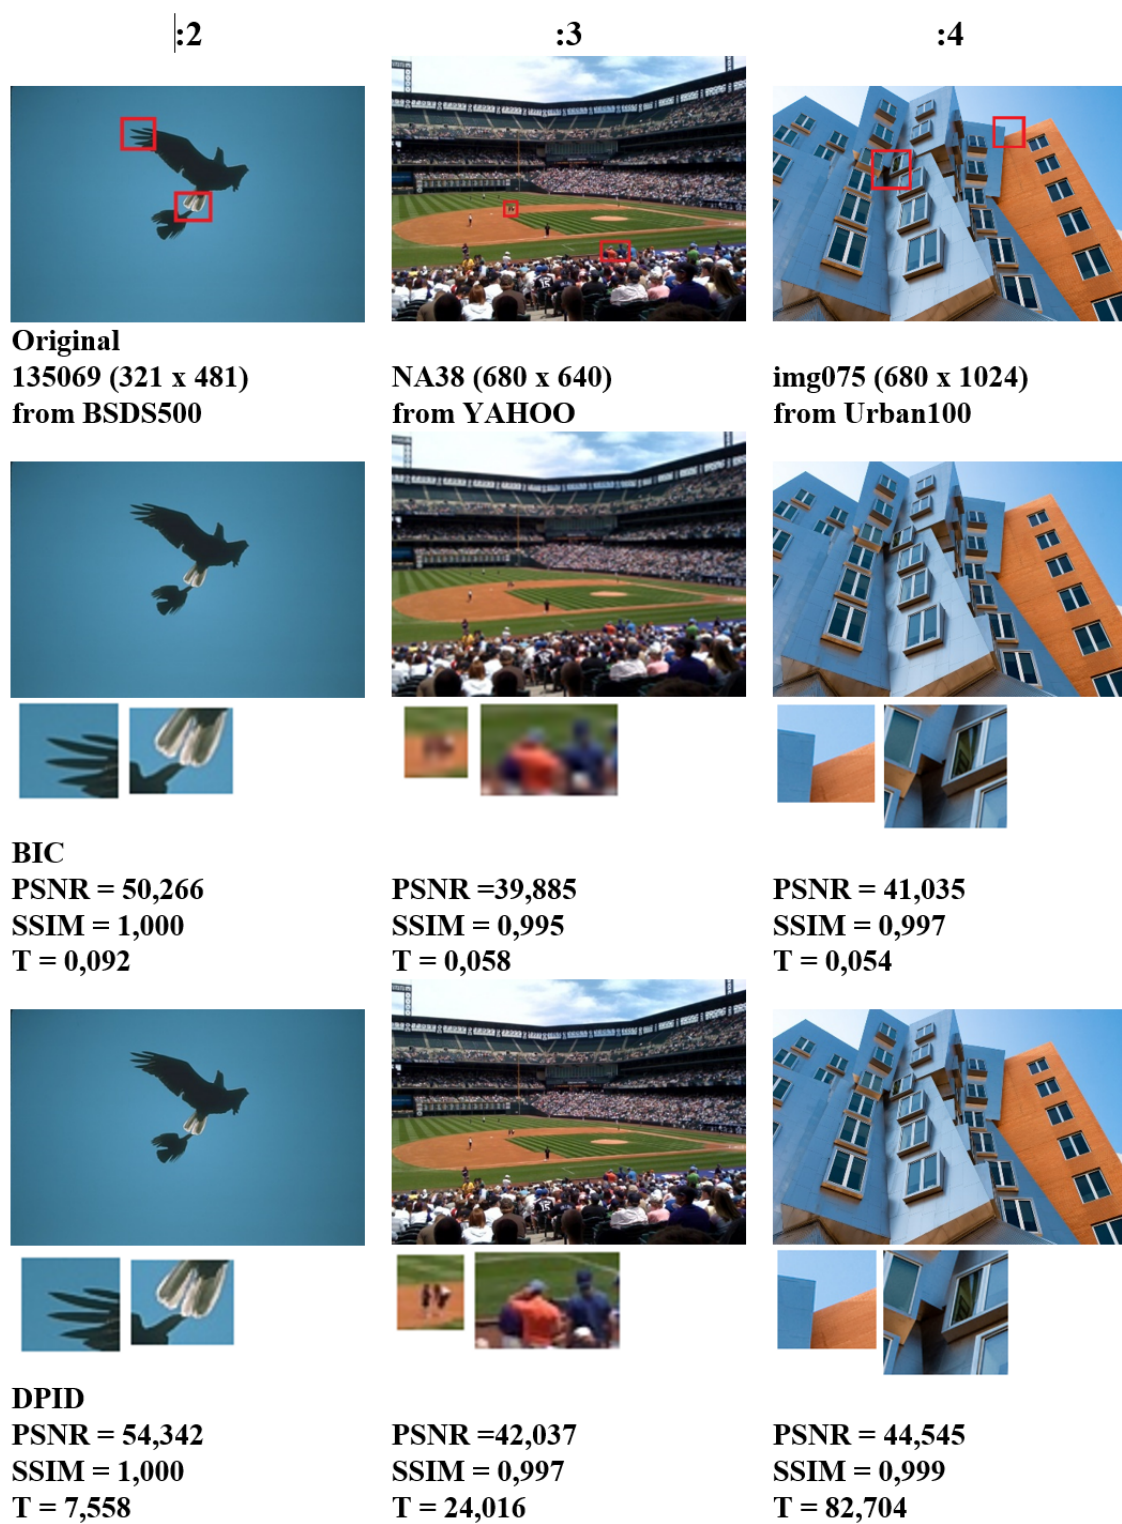 :2 :3 :4
Original
135069 (321 x 481) NA38 (680 x 640) img075 (680 x 1024)
from BSDS500 from YAHOO from Urban100
BIC
PSNR = 50,266 PSNR =39,885 PSNR = 41,035
SSIM = 1,000 SSIM = 0,995 SSIM = 0,997
T = 0,092 T = 0,058 T = 0,054
DPID
PSNR = 54,342 PSNR =42,037 PSNR = 44,545
SSIM = 1,000 SSIM = 0,997 SSIM = 0,999
T = 7,558 T = 24,016 T = 82,704